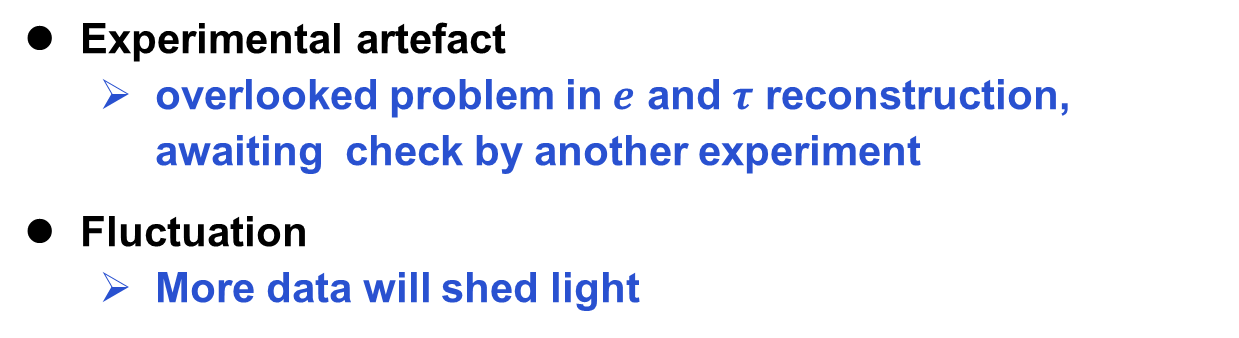 ● Experimental artefact
➢ overlooked problem in e and τ reconstruction,
awaiting  check by another experiment
● Fluctuation
➢ More data will shed light